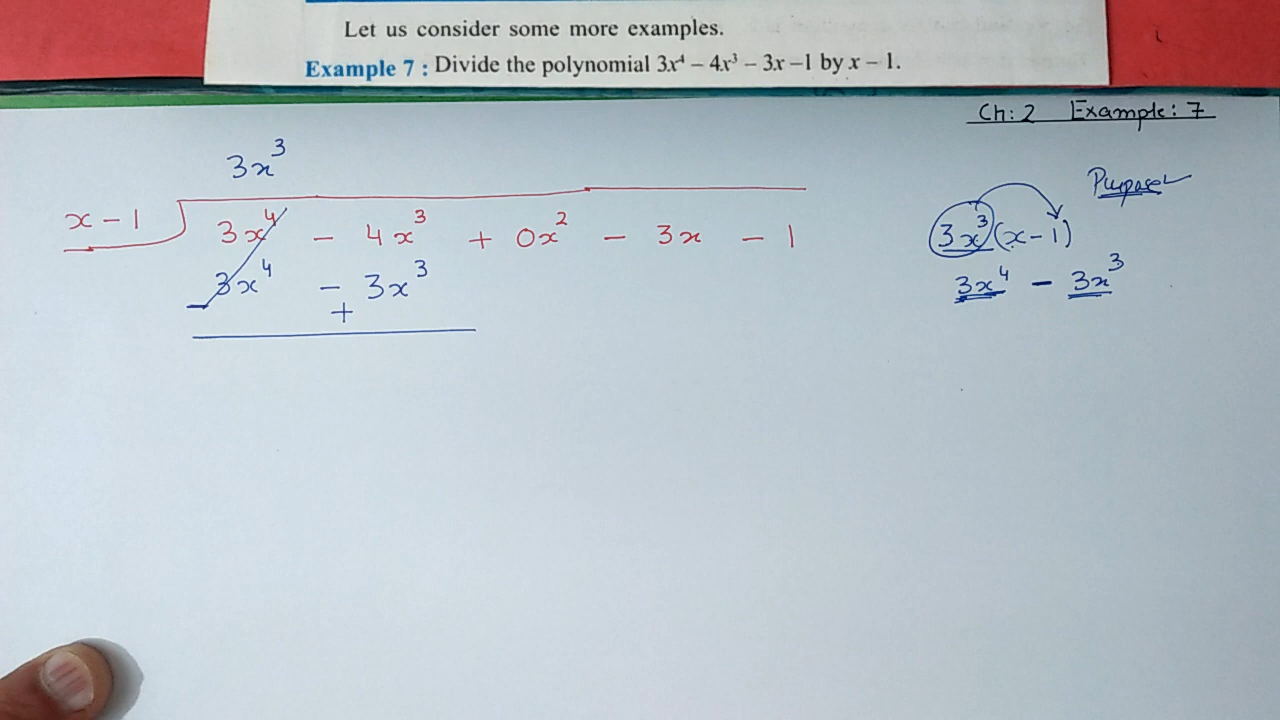 Let us consider some more examples.
Example 7 : Divide the polynomial 3x⁴ – 4x³ – 3x –1 by x – 1.
Ch: 2 Example: 7
3x³
Purpose
x – 1 3x⁴ – 4x³ + 0x² – 3x – 1
3x³(x – 1)
3x⁴ – 3x³
– +
3x⁴ – 3x³